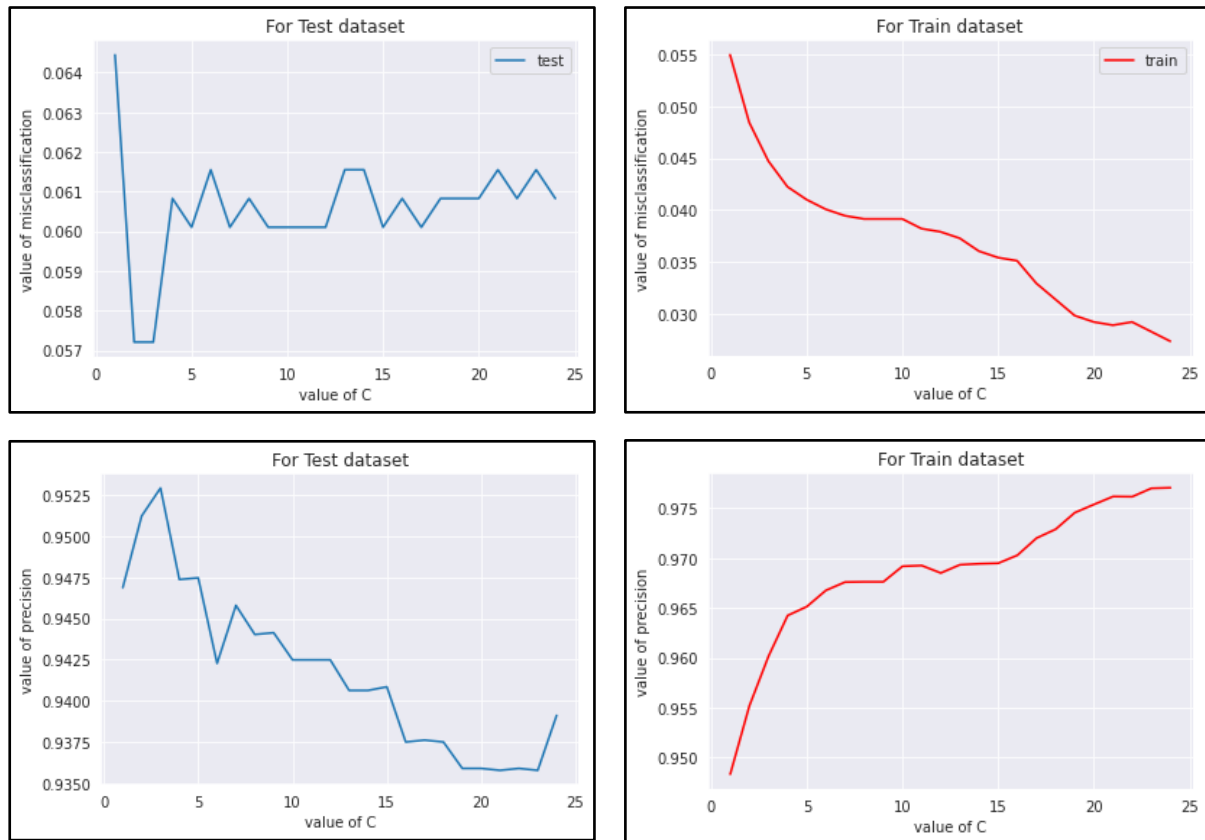 For Test dataset
test
0.064
0.063
0.062
0.061
0.060
0.059
0.058
0.057
value of misclassification
0 5 10 15 20 25
value of C
For Train dataset
train
0.055
0.050
0.045
0.040
0.035
0.030
value of misclassification
0 5 10 15 20 25
value of C
For Test dataset
0.9525
0.9500
0.9475
0.9450
0.9425
0.9400
0.9375
0.9350
value of precision
0 5 10 15 20 25
value of C
For Train dataset
0.975
0.970
0.965
0.960
0.955
0.950
value of precision
0 5 10 15 20 25
value of C